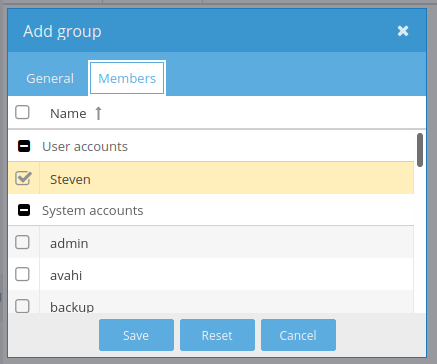 Add group
General Members
Name
User accounts
Steven
System accounts
admin
avahi
backup
Save Reset Cancel